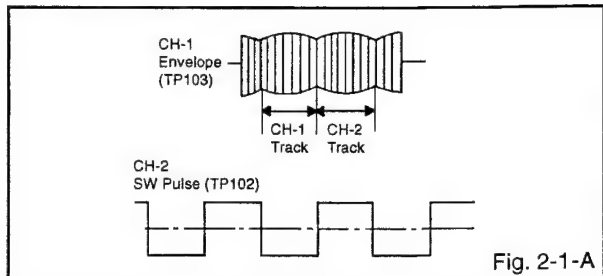 CH-1
Envelope
(TP103)
CH-1
Track
CH-2
Track
CH-2
SW Pulse (TP102)
Fig. 2-1-A